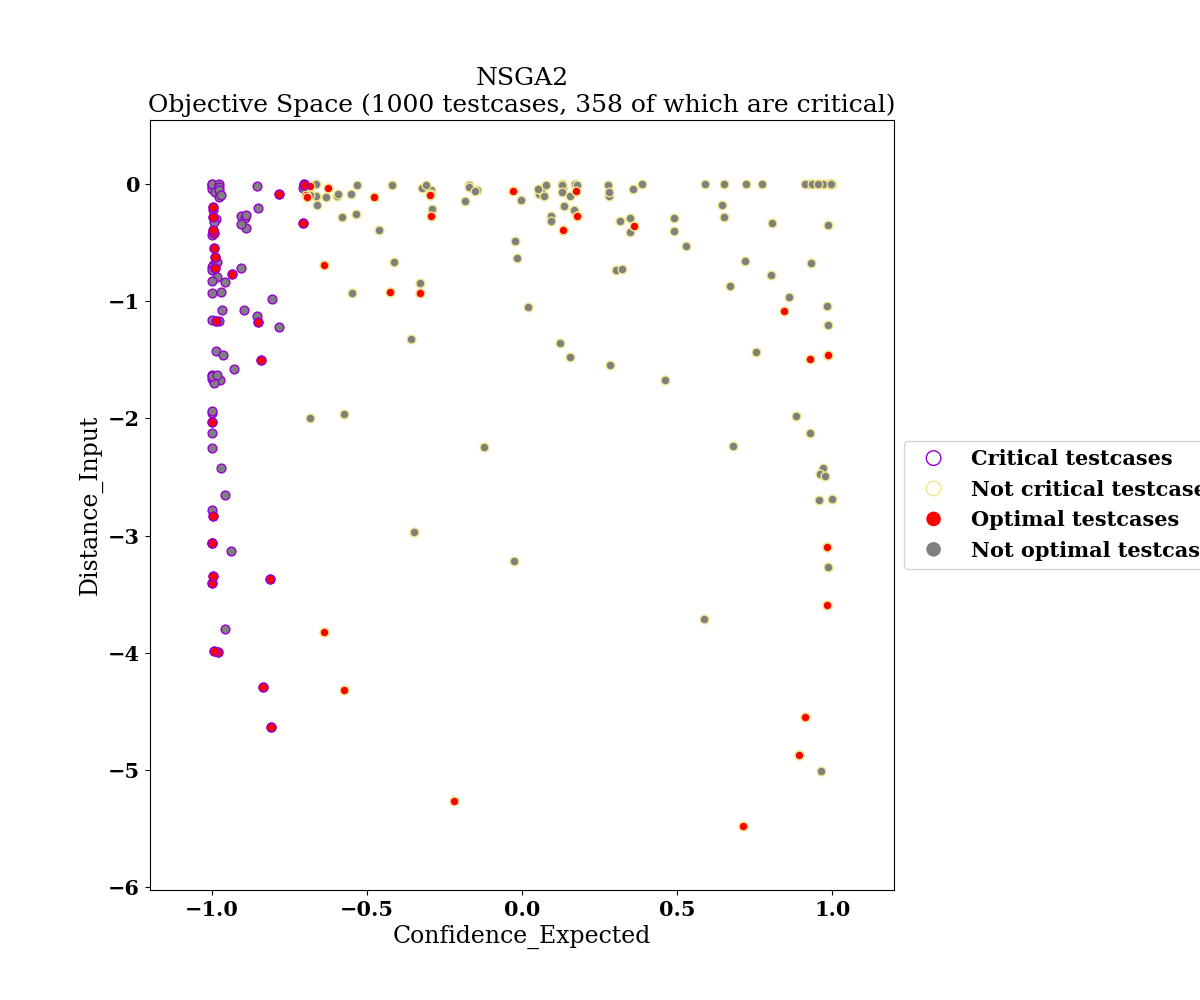 NSGA2
Objective Space (1000 testcases, 358 of which are critical)
0
−1
−2
−3
−4
−5
−6
Distance_Input
−1.0 −0.5 0.0 0.5 1.0
Confidence_Expected
Critical testcases
Not critical testcase
Optimal testcases
Not optimal testcas